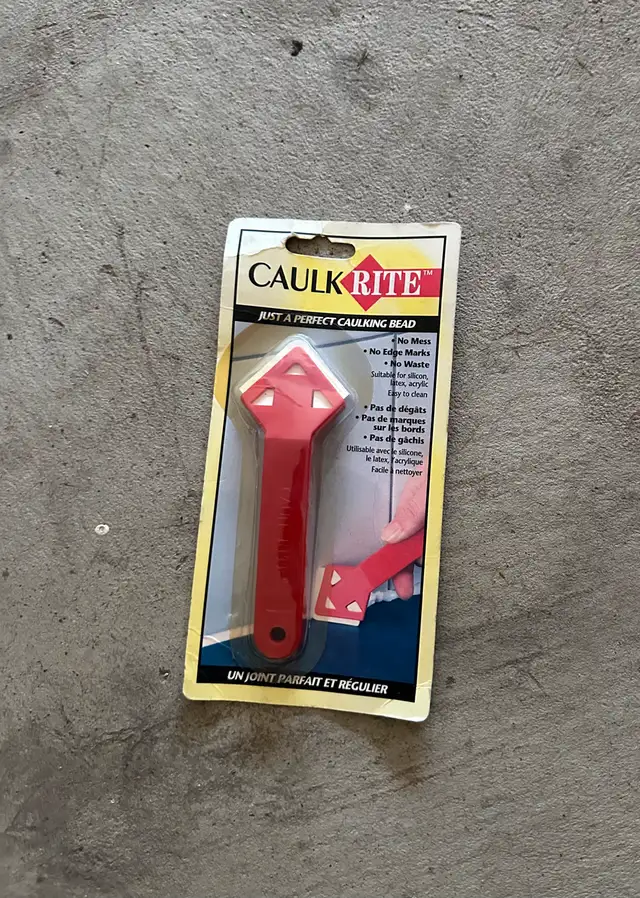 CAULK RITE™
JUST A PERFECT CAULKING BEAD
• No Mess
• No Edge Marks
• No Waste
Suitable for silicon,
latex, acrylic
Easy to clean
• Pas de dégâts
• Pas de marques
sur les bords
• Pas de gâchis
Utilisable avec le silicone,
le latex, l'acrylique
Facile à nettoyer
UN JOINT PARFAIT ET RÉGULIER